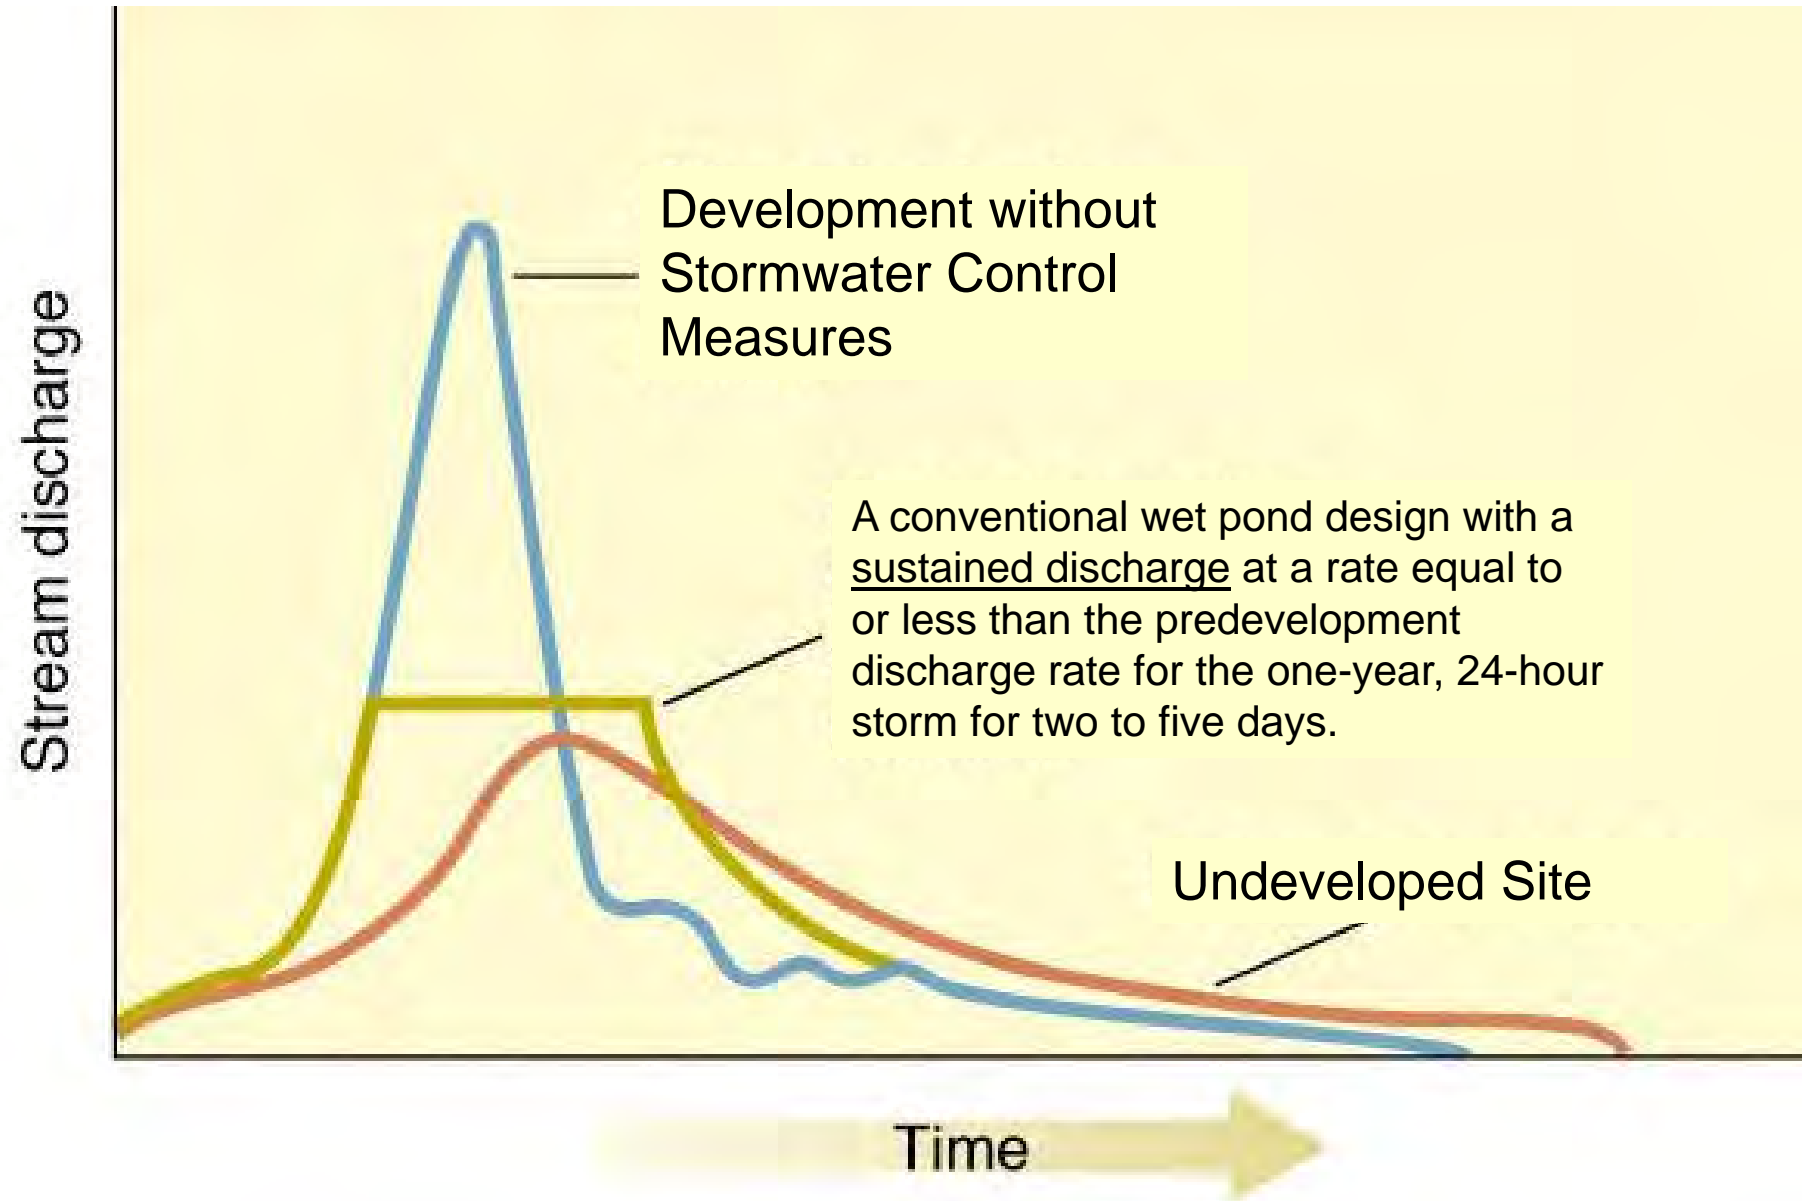 Development without
Stormwater Control
Measures
Stream discharge
A conventional wet pond design with a
sustained discharge at a rate equal to
or less than the predevelopment
discharge rate for the one-year, 24-hour
storm for two to five days.
Undeveloped Site
Time